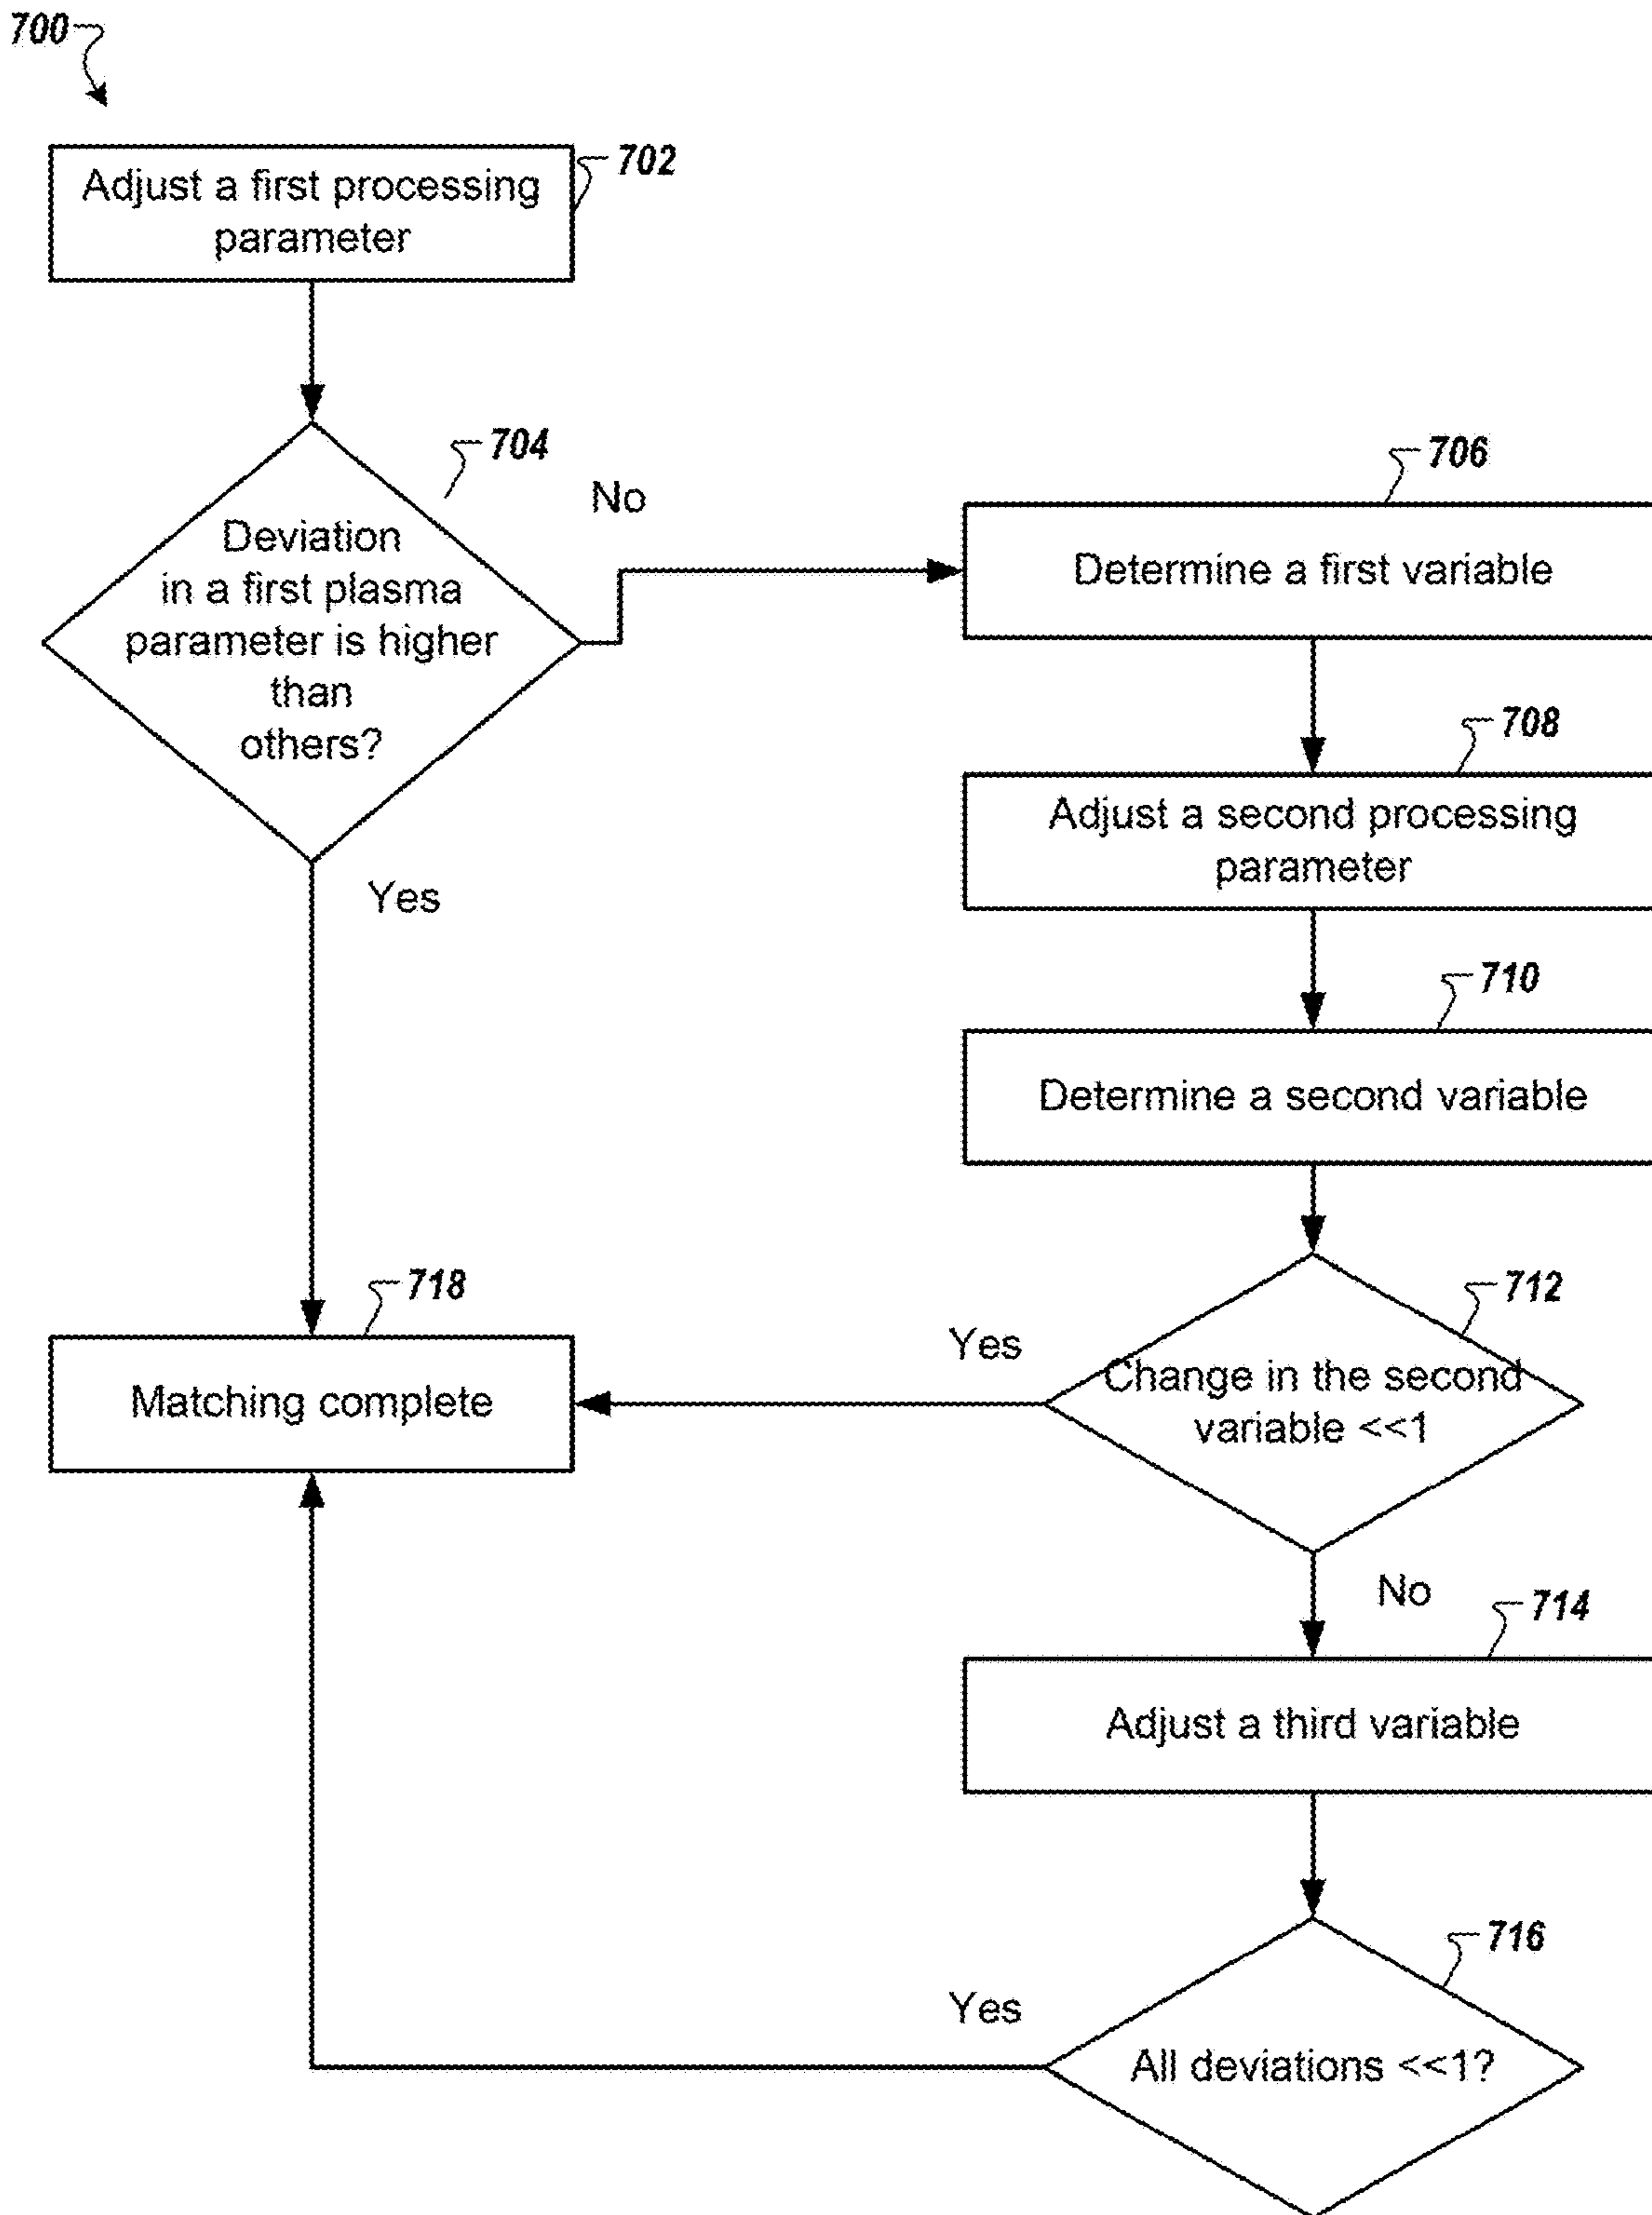 700
Adjust a first processing
parameter
702
Deviation
in a first plasma
parameter is higher
than
others?
704
No
Yes
706
Determine a first variable
708
Adjust a second processing
parameter
710
Determine a second variable
712
Change in the second
variable <<1
Yes
718
Matching complete
No
714
Adjust a third variable
716
All deviations <<1?
Yes